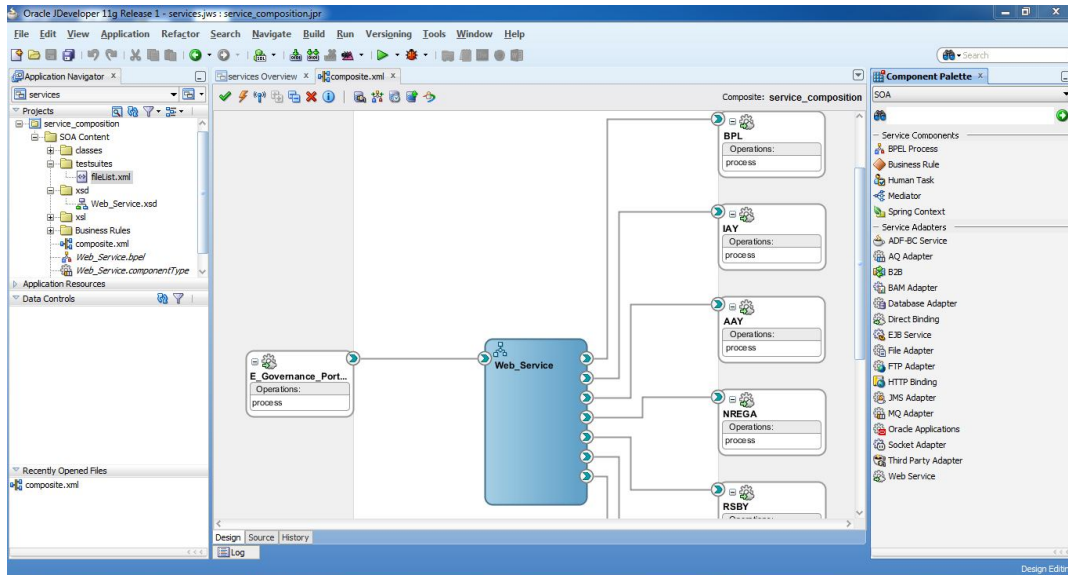 Oracle JDeveloper 11g Release 1 - services.jws : service_composition.jpr
File Edit View Application Refactor Search Navigate Build Run Versioning Tools Window Help
Search
Application Navigator
services
Projects
service_composition
SOA Content
classes
testsuites
fileList.xml
xsd
Web_Service.xsd
xsl
Business Rules
composite.xml
Web_Service.bpel
Web_Service.componentType
Application Resources
Data Controls
Recently Opened Files
composite.xml
services Overview
composite.xml
Composite: service_composition
E_Governance_Port...
Operations:
process
Web_Service
BPL
Operations:
process
IAY
Operations:
process
AAY
Operations:
process
NREGA
Operations:
process
RSBY
Design Source History
Log
Component Palette
SOA
Service Components
BPEL Process
Business Rule
Human Task
Mediator
Spring Context
Service Adapters
ADF-BC Service
AQ Adapter
B2B
BAM Adapter
Database Adapter
Direct Binding
EJB Service
File Adapter
FTP Adapter
HTTP Binding
JMS Adapter
MQ Adapter
Oracle Applications
Socket Adapter
Third Party Adapter
Web Service
Design Editin